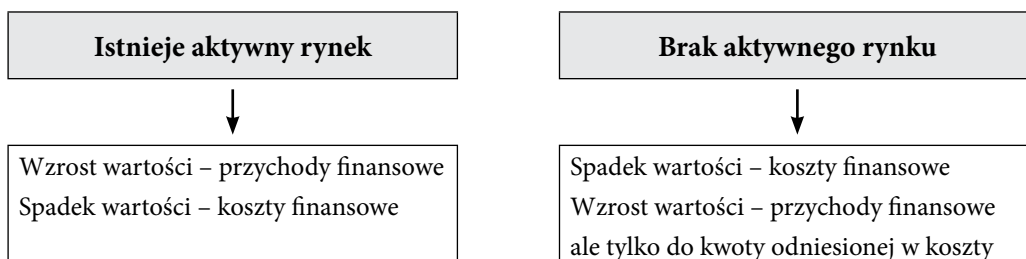 Istnieje aktywny rynek
Wzrost wartości – przychody finansowe
Spadek wartości – koszty finansowe
Brak aktywnego rynku
Spadek wartości – koszty finansowe
Wzrost wartości – przychody finansowe
ale tylko do kwoty odniesionej w koszty